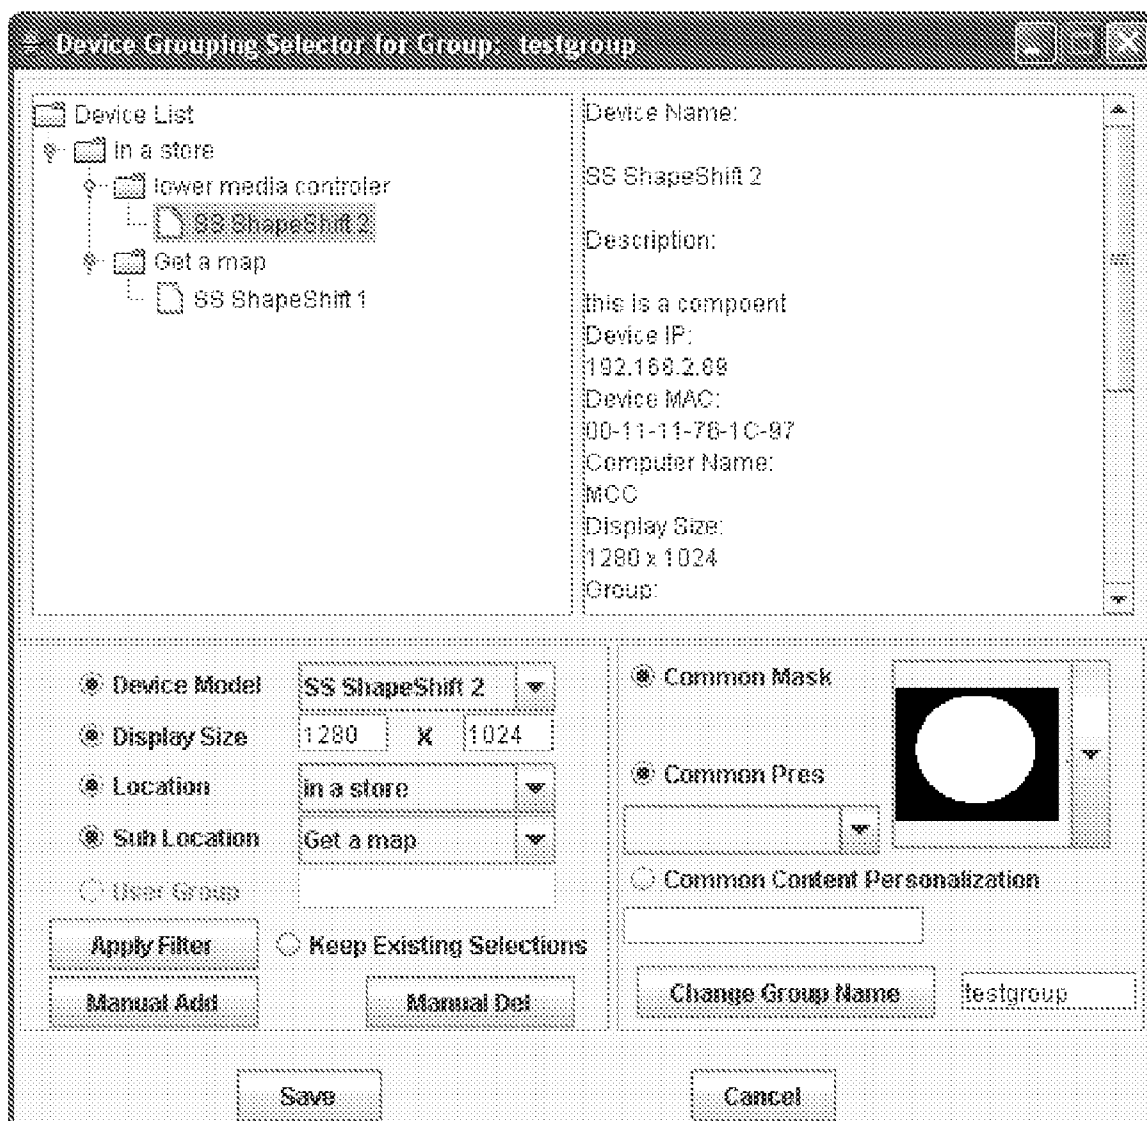 Device Grouping Selector for Group: testgroup
Device List
in a store
lower media controler
SS ShapeShift 2
Get a map
SS ShapeShift 1
Device Name:
SS ShapeShift 2
Description:
this is a compoent
Device IP:
192.168.2.89
Device MAC:
00-11-11-76-1C-97
Computer Name:
MCC
Display Size:
1280 x 1024
Group:
Device Model SS ShapeShift 2
Display Size 1280 X 1024
Location in a store
Sub Location Get a map
User Group
Apply Filter Keep Existing Selections
Manual Add Manual Del
Common Mask
Common Pres
Common Content Personalization
Change Group Name testgroup
Save Cancel